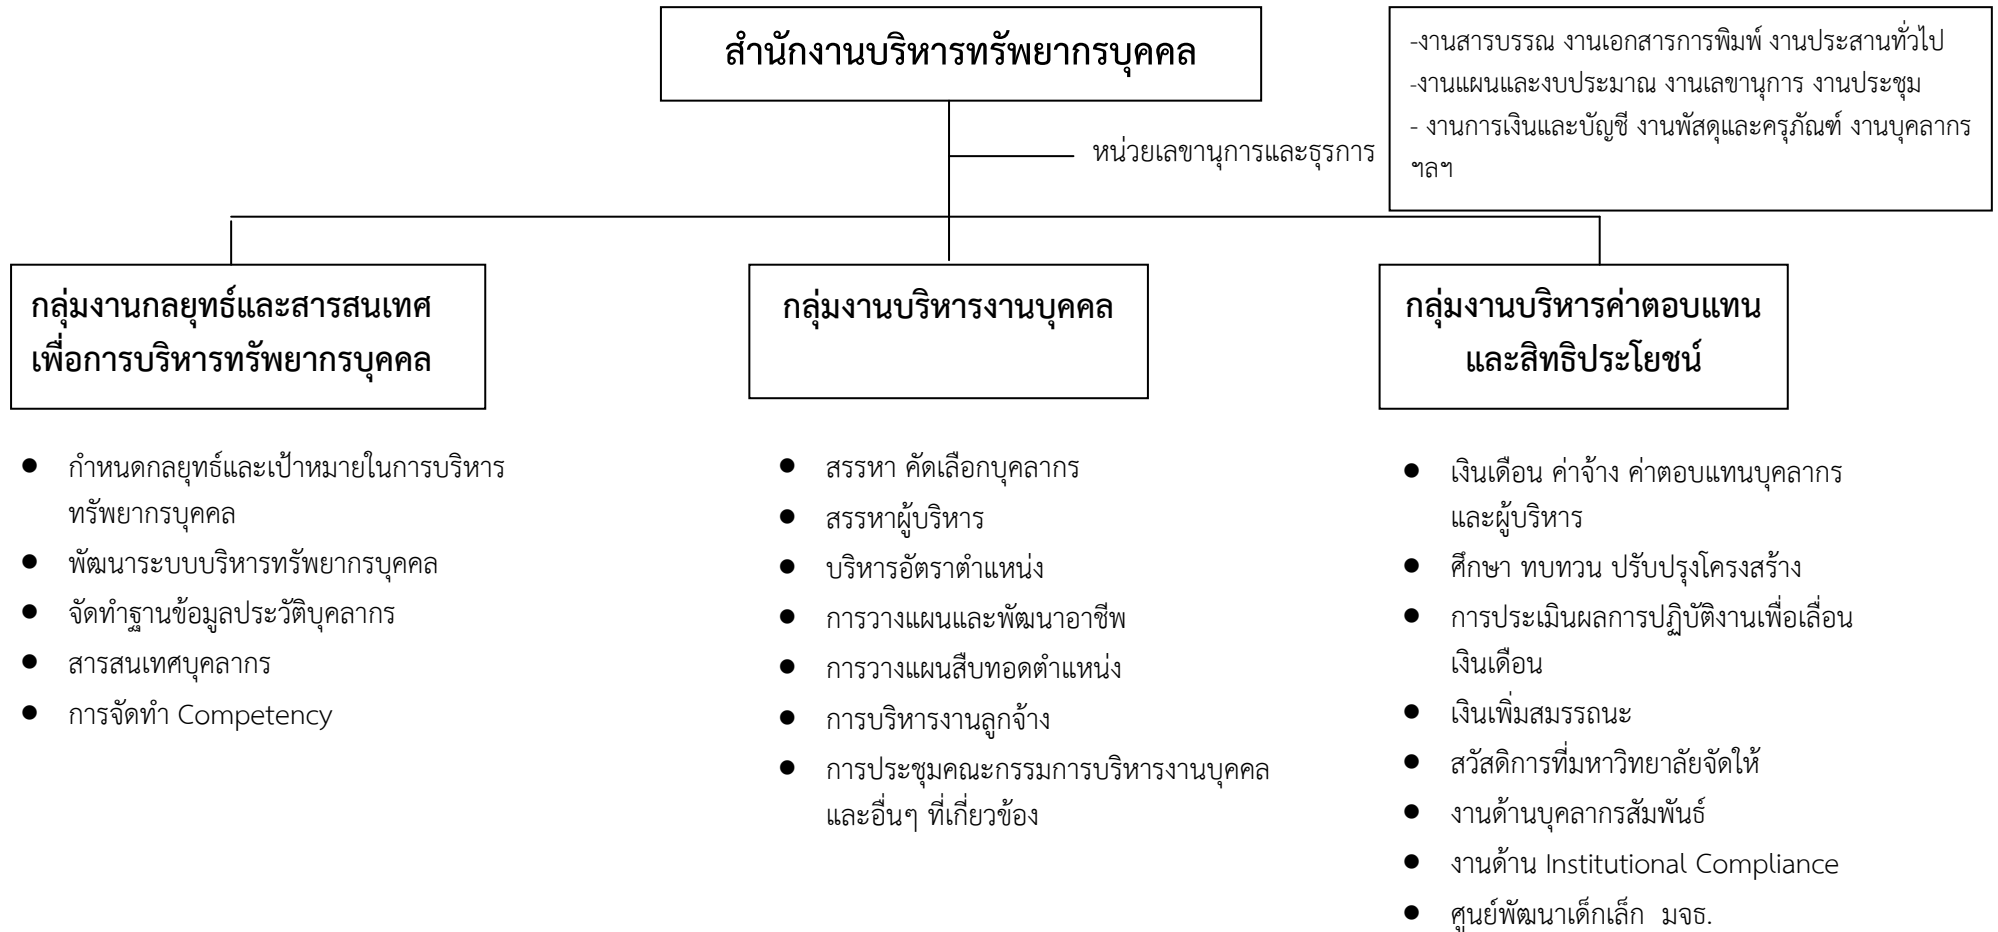 สำนักงานบริหารทรัพยากรบุคคล
-งานสารบรรณ งานเอกสารการพิมพ์ งานประสานทั่วไป
-งานแผนและงบประมาณ งานเลขานุการ งานประชุม
- งานการเงินและบัญชี งานพัสดุและครุภัณฑ์ งานบุคลากร
ฯลฯ
หน่วยเลขานุการและธุรการ
กลุ่มงานกลยุทธ์และสารสนเทศ
เพื่อการบริหารทรัพยากรบุคคล
● กำหนดกลยุทธ์และเป้าหมายในการบริหาร
ทรัพยากรบุคคล
● พัฒนาระบบบริหารทรัพยากรบุคคล
● จัดทำฐานข้อมูลประวัติบุคลากร
● สารสนเทศบุคลากร
● การจัดทำ Competency
กลุ่มงานบริหารงานบุคคล
● สรรหา คัดเลือกบุคลากร
● สรรหาผู้บริหาร
● บริหารอัตราตำแหน่ง
● การวางแผนและพัฒนาอาชีพ
● การวางแผนสืบทอดตำแหน่ง
● การบริหารงานลูกจ้าง
● การประชุมคณะกรรมการบริหารงานบุคคล
และอื่นๆ ที่เกี่ยวข้อง
กลุ่มงานบริหารค่าตอบแทน
และสิทธิประโยชน์
● เงินเดือน ค่าจ้าง ค่าตอบแทนบุคลากร
และผู้บริหาร
● ศึกษา ทบทวน ปรับปรุงโครงสร้าง
● การประเมินผลการปฏิบัติงานเพื่อเลื่อน
เงินเดือน
● เงินเพิ่มสมรรถนะ
● สวัสดิการที่มหาวิทยาลัยจัดให้
● งานด้านบุคลากรสัมพันธ์
● งานด้าน Institutional Compliance
● ศูนย์พัฒนาเด็กเล็ก มจธ.